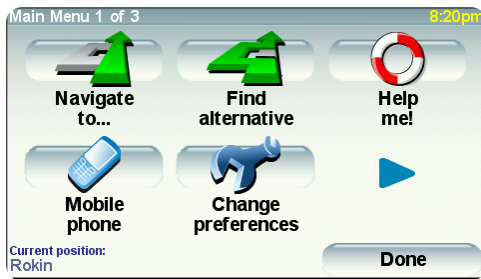 Main Menu 1 of 3 8:20pm
Navigate to...
Find alternative
Help me!
Mobile phone
Change preferences
Current position:
Rokin
Done